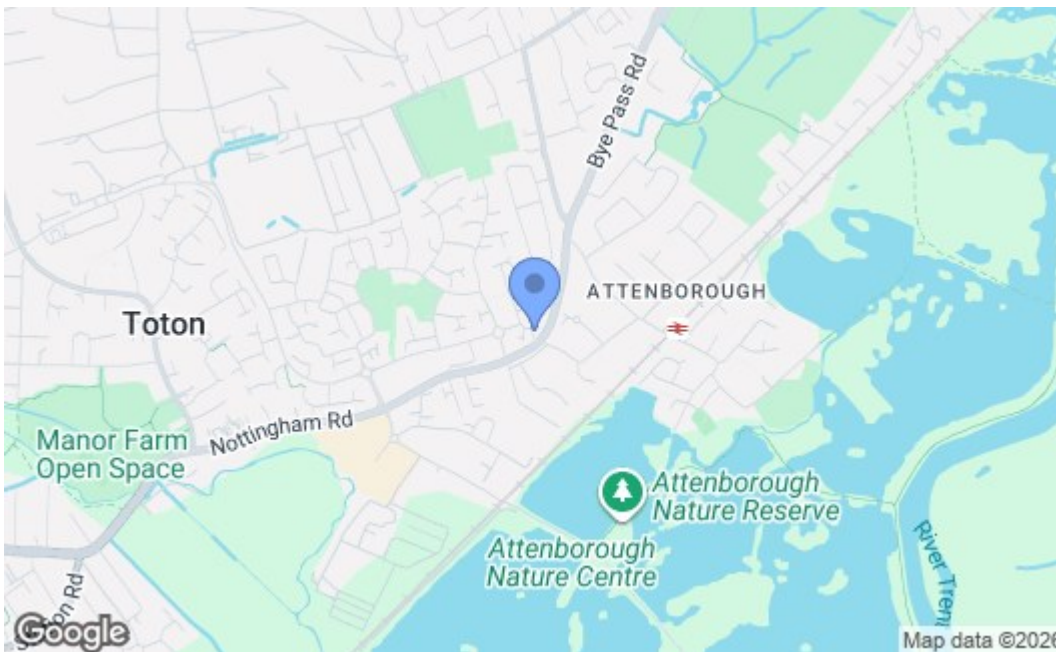 Bye Pass Rd
ATTENBOROUGH
Toton
Nottingham Rd
Manor Farm
Open Space
Attenborough
Nature Reserve
Attenborough
Nature Centre
River Tren
Rd
Google
Map data ©2026